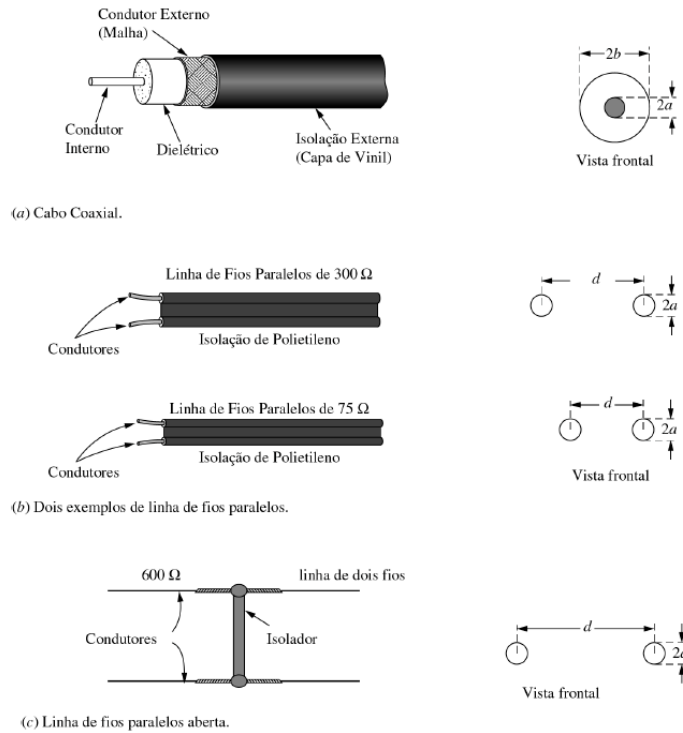 Condutor Externo
(Malha)
Condutor
Interno
Dielétrico
Isolação Externa
(Capa de Vinil)
2b
2a
Vista frontal
(a) Cabo Coaxial.
Linha de Fios Paralelos de 300 Ω
Condutores
Isolação de Polietileno
d
2a
Linha de Fios Paralelos de 75 Ω
Condutores
Isolação de Polietileno
d
2a
Vista frontal
(b) Dois exemplos de linha de fios paralelos.
600 Ω
linha de dois fios
Condutores
Isolador
d
2a
Vista frontal
(c) Linha de fios paralelos aberta.